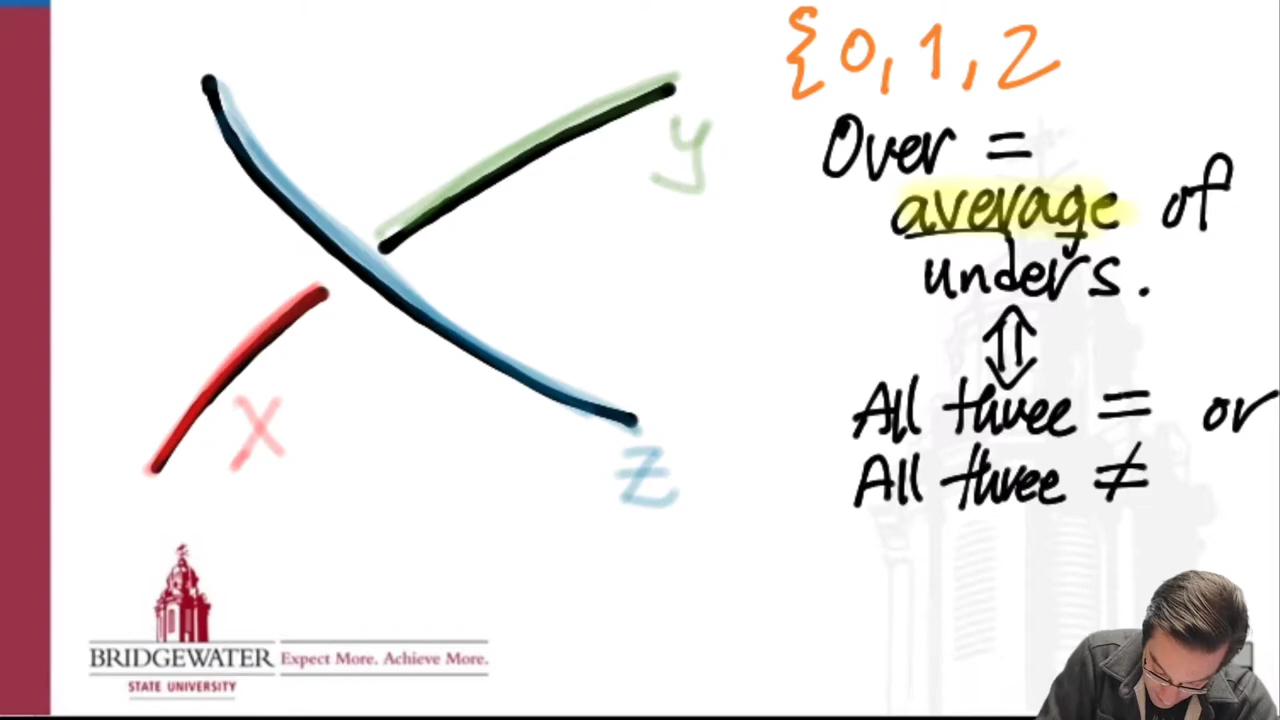 {0, 1, 2
Over =
average of
unders.
⇕
All three = or
All three ≠
y
x
z
BRIDGEWATER
STATE UNIVERSITY
Expect More. Achieve More.